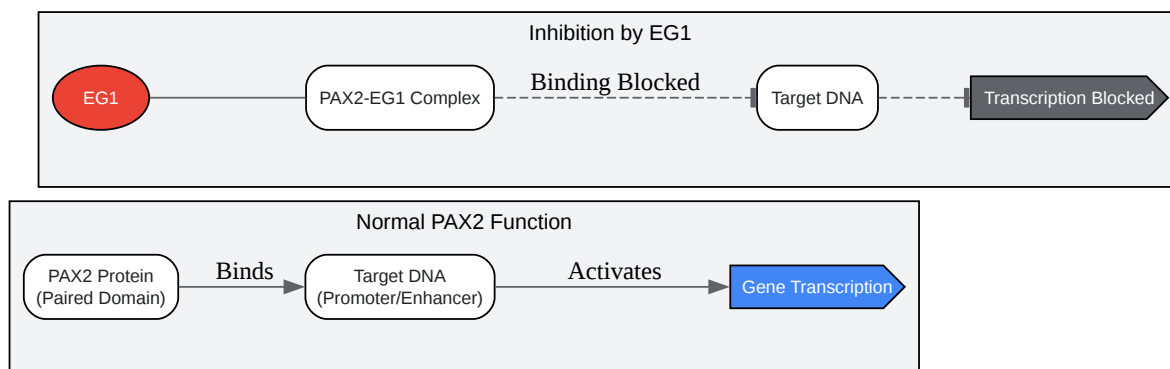 Inhibition by EG1
EG1
PAX2-EG1 Complex
Binding Blocked
Target DNA
Transcription Blocked
Normal PAX2 Function
PAX2 Protein
(Paired Domain)
Binds
Target DNA
(Promoter/Enhancer)
Activates
Gene Transcription